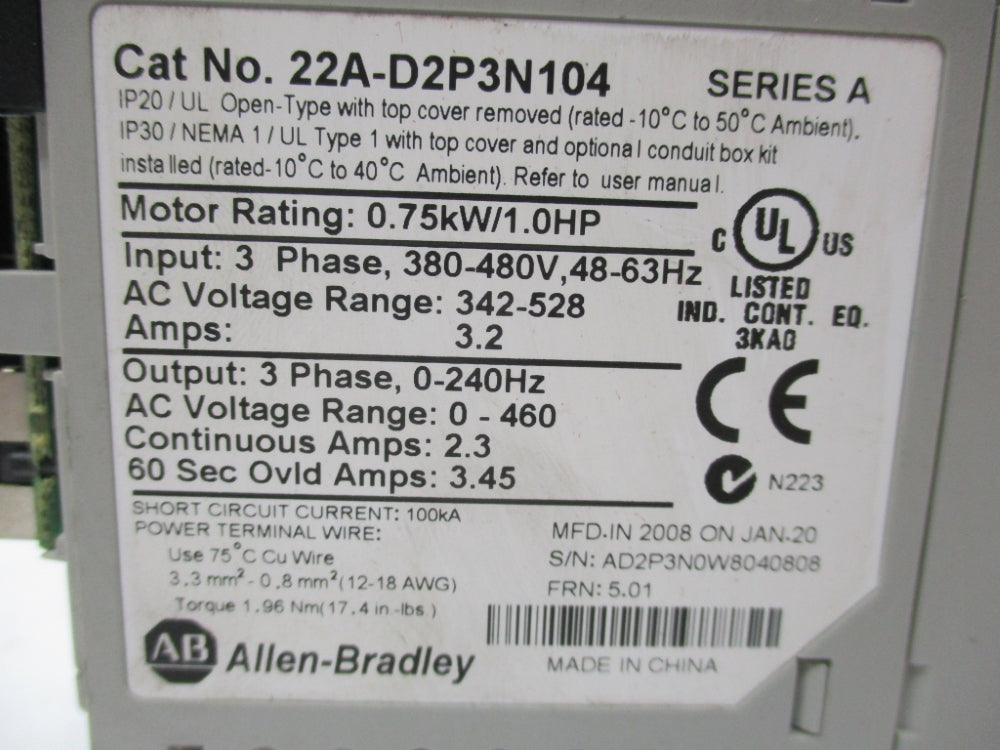 Cat No. 22A-D2P3N104 SERIES A
IP20 / UL Open-Type with top cover removed (rated -10°C to 50°C Ambient).
IP30 / NEMA 1 / UL Type 1 with top cover and optional conduit box kit
installed (rated-10°C to 40°C Ambient). Refer to user manual.
Motor Rating: 0.75kW/1.0HP
Input: 3 Phase, 380-480V,48-63Hz
AC Voltage Range: 342-528
Amps: 3.2
C UL US
LISTED
IND. CONT. EQ.
3KA0
Output: 3 Phase, 0-240Hz
AC Voltage Range: 0 - 460
Continuous Amps: 2.3
60 Sec Ovld Amps: 3.45
CE
N223
SHORT CIRCUIT CURRENT: 100kA
POWER TERMINAL WIRE:
Use 75°C Cu Wire
3.3 mm² - 0.8 mm² (12-18 AWG)
Torque 1.96 Nm(17.4 in-lbs.)
MFD.IN 2008 ON JAN.20
S/N: AD2P3N0W8040808
FRN: 5.01
AB Allen-Bradley
MADE IN CHINA